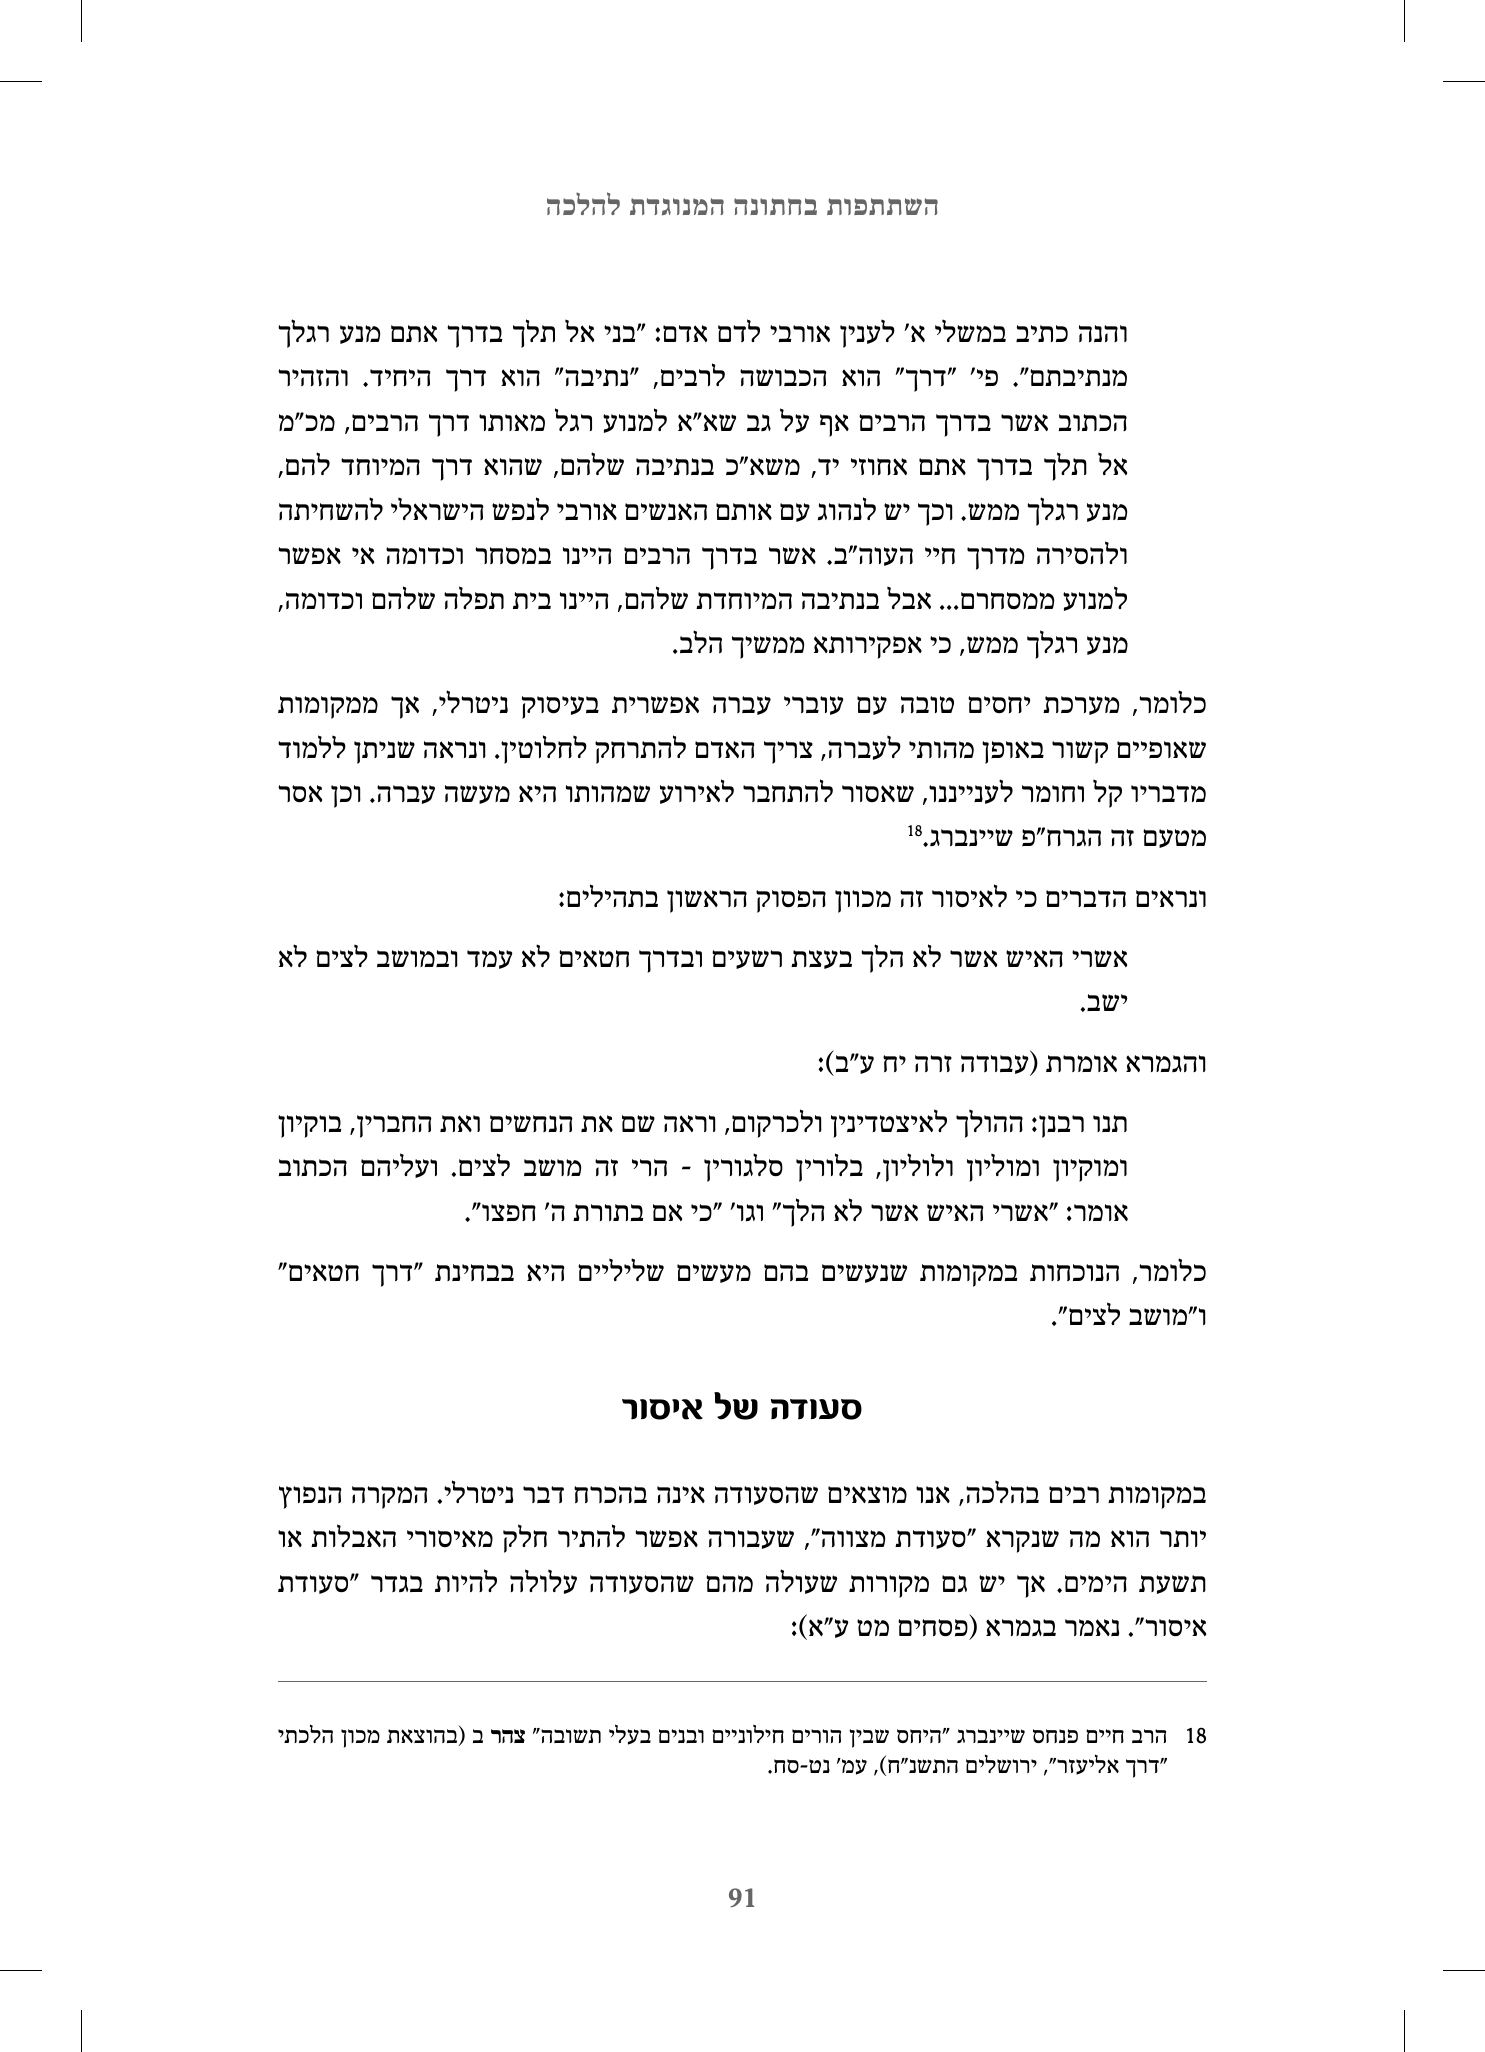 השתתפות בחתונה המנוגדת להלכה
והנה כתיב במשלי א' לענין אורבי לדם אדם: "בני אל תלך בדרך אתם מנע רגלך
מנתיבתם". פי' "דרך" הוא הכבושה לרבים, "נתיבה" הוא דרך היחיד. והזהיר
הכתוב אשר בדרך הרבים אף על גב שא"א למנוע רגל מאותו דרך הרבים, מכ"מ
אל תלך בדרך אתם אחוזי יד, משא"כ בנתיבה שלהם, שהוא דרך המיוחד להם,
מנע רגלך ממש. וכך יש לנהוג עם אותם האנשים אורבי לנפש הישראלי להשחיתה
ולהסירה מדרך חיי העוה"ב. אשר בדרך הרבים היינו במסחר וכדומה אי אפשר
למנוע ממסחרם... אבל בנתיבה המיוחדת שלהם, היינו בית תפלה שלהם וכדומה,
מנע רגלך ממש, כי אפקירותא ממשיך הלב.
כלומר, מערכת יחסים טובה עם עוברי עברה אפשרית בעיסוק ניטרלי, אך ממקומות
שאופיים קשור באופן מהותי לעברה, צריך האדם להתרחק לחלוטין. ונראה שניתן ללמוד
מדבריו קל וחומר לענייננו, שאסור להתחבר לאירוע שמהותו היא מעשה עברה. וכן אסר
מטעם זה הגרח"פ שיינברג.18
ונראים הדברים כי לאיסור זה מכוון הפסוק הראשון בתהילים:
אשרי האיש אשר לא הלך בעצת רשעים ובדרך חטאים לא עמד ובמושב לצים לא
ישב.
והגמרא אומרת (עבודה זרה יח ע"ב):
תנו רבנן: ההולך לאיצטדינין ולכרקום, וראה שם את הנחשים ואת החברין, בוקיון
ומוקיון ומוליון ולוליון, בלורין סלגורין - הרי זה מושב לצים. ועליהם הכתוב
אומר: "אשרי האיש אשר לא הלך" וגו' "כי אם בתורת ה' חפצו".
כלומר, הנוכחות במקומות שנעשים בהם מעשים שליליים היא בבחינת "דרך חטאים"
ו"מושב לצים".
סעודה של איסור
במקומות רבים בהלכה, אנו מוצאים שהסעודה אינה בהכרח דבר ניטרלי. המקרה הנפוץ
יותר הוא מה שנקרא "סעודת מצווה", שעבורה אפשר להתיר חלק מאיסורי האבלות או
תשעת הימים. אך יש גם מקורות שעולה מהם שהסעודה עלולה להיות בגדר "סעודת
איסור". נאמר בגמרא (פסחים מט ע"א):
18 הרב חיים פנחס שיינברג "היחס שבין הורים חילוניים ובנים בעלי תשובה" צהר ב (בהוצאת מכון הלכתי
"דרך אליעזר", ירושלים התשנ"ח), עמ' נט-סח.
91